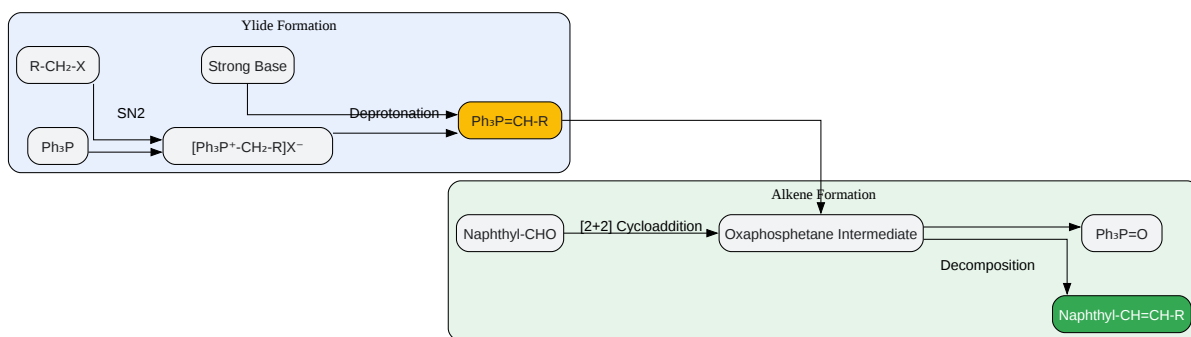 Ylide Formation
R-CH₂-X
Strong Base
SN2
Deprotonation
Ph₃P=CH-R
Ph₃P
[Ph₃P⁺-CH₂-R]X⁻
Alkene Formation
Naphthyl-CHO
[2+2] Cycloaddition
Oxaphosphetane Intermediate
Ph₃P=O
Decomposition
Naphthyl-CH=CH-R